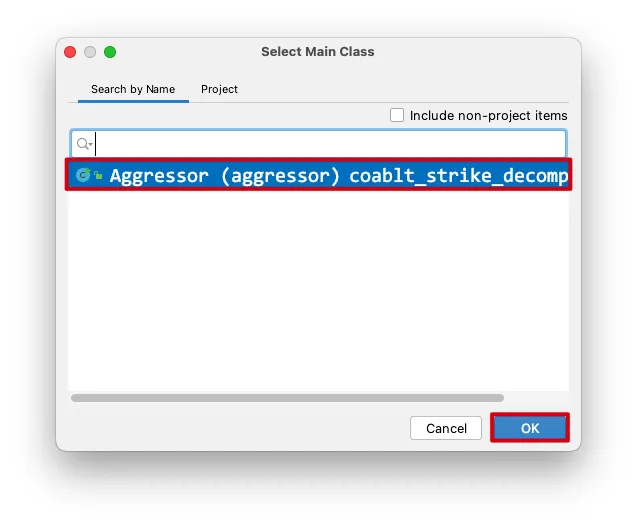 Select Main Class
Search by Name Project
Include non-project items
Aggressor (aggressor) coablt_strike_decomp
Cancel OK